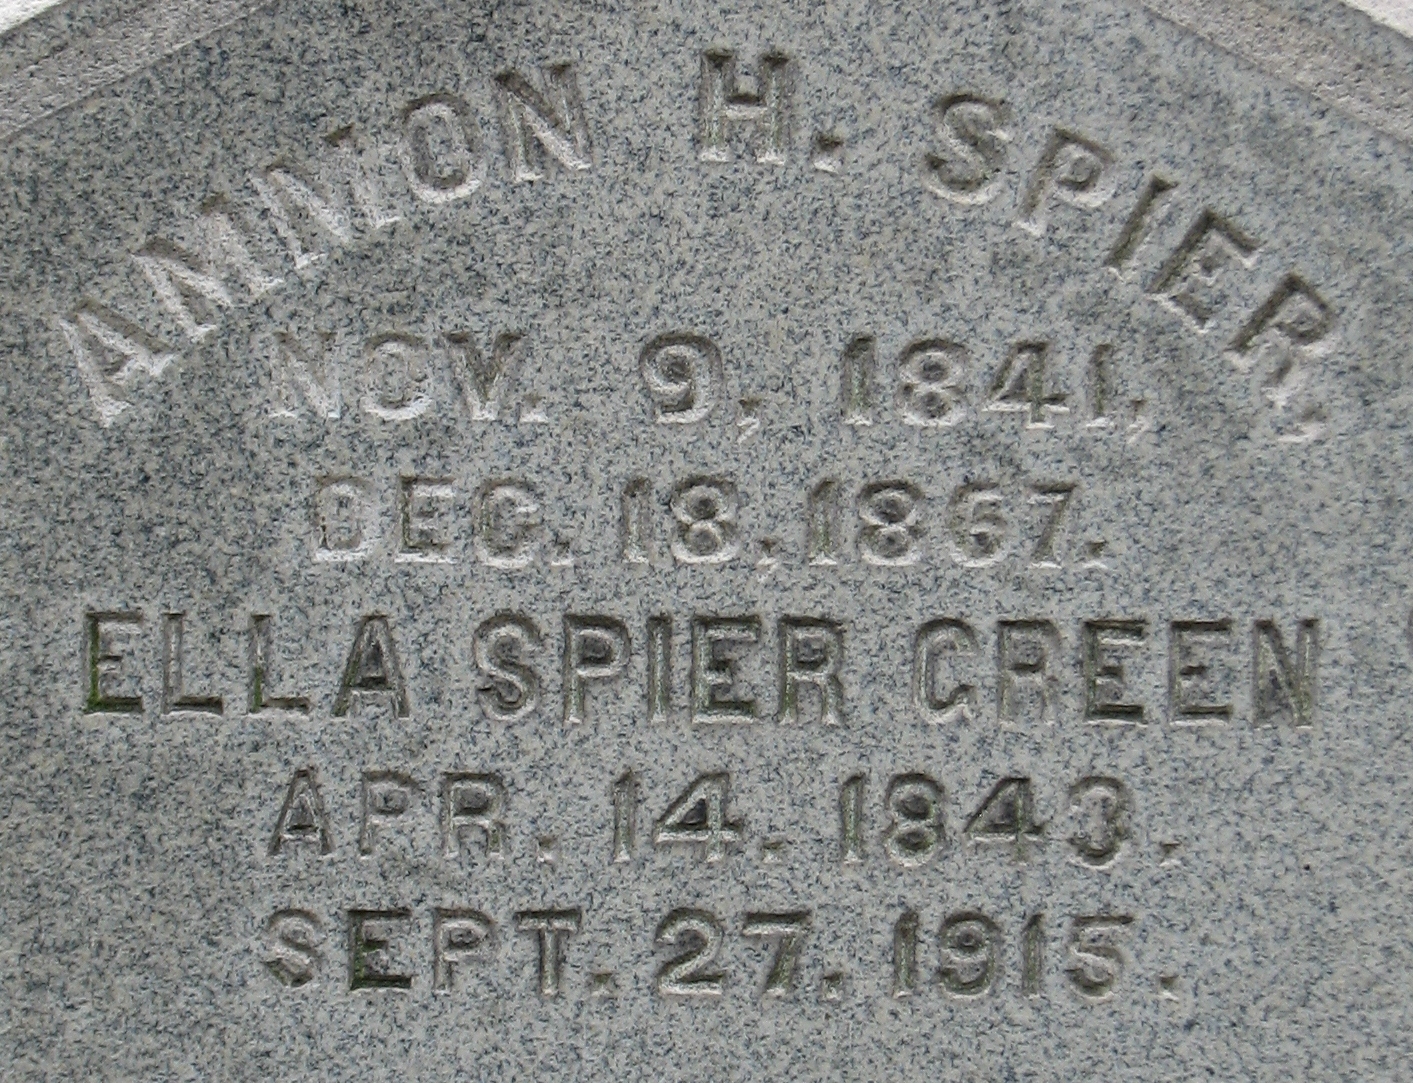 AMMON H. SPIER.
NOV. 9, 1841,
DEC. 18, 1867.
ELLA SPIER GREEN
APR. 14. 1843.
SEPT. 27. 1915.